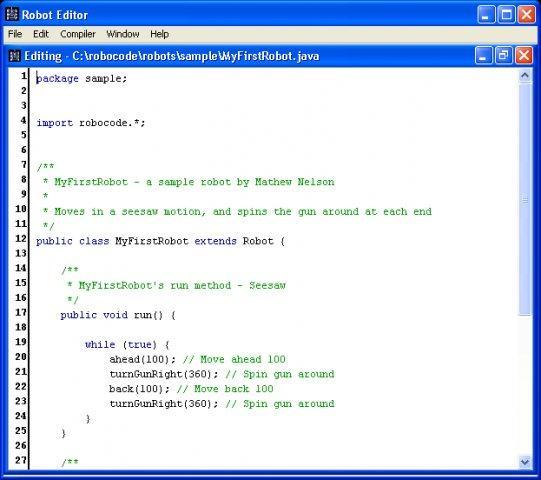 Robot Editor
File Edit Compiler Window Help
Editing - C:\robocode\robots\sample\MyFirstRobot.java
1 package sample;
2
3
4 import robocode.*;
5
6
7 /**
8 * MyFirstRobot - a sample robot by Mathew Nelson
9 *
10 * Moves in a seesaw motion, and spins the gun around at each end
11 */
12 public class MyFirstRobot extends Robot {
13
14 /**
15 * MyFirstRobot's run method - Seesaw
16 */
17 public void run() {
18
19 while (true) {
20 ahead(100); // Move ahead 100
21 turnGunRight(360); // Spin gun around
22 back(100); // Move back 100
23 turnGunRight(360); // Spin gun around
24 }
25 }
26
27 /**